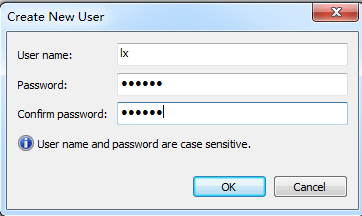 Create New User
User name: lx
Password: ●●●●●●
Confirm password: ●●●●●●
User name and password are case sensitive.
OK Cancel